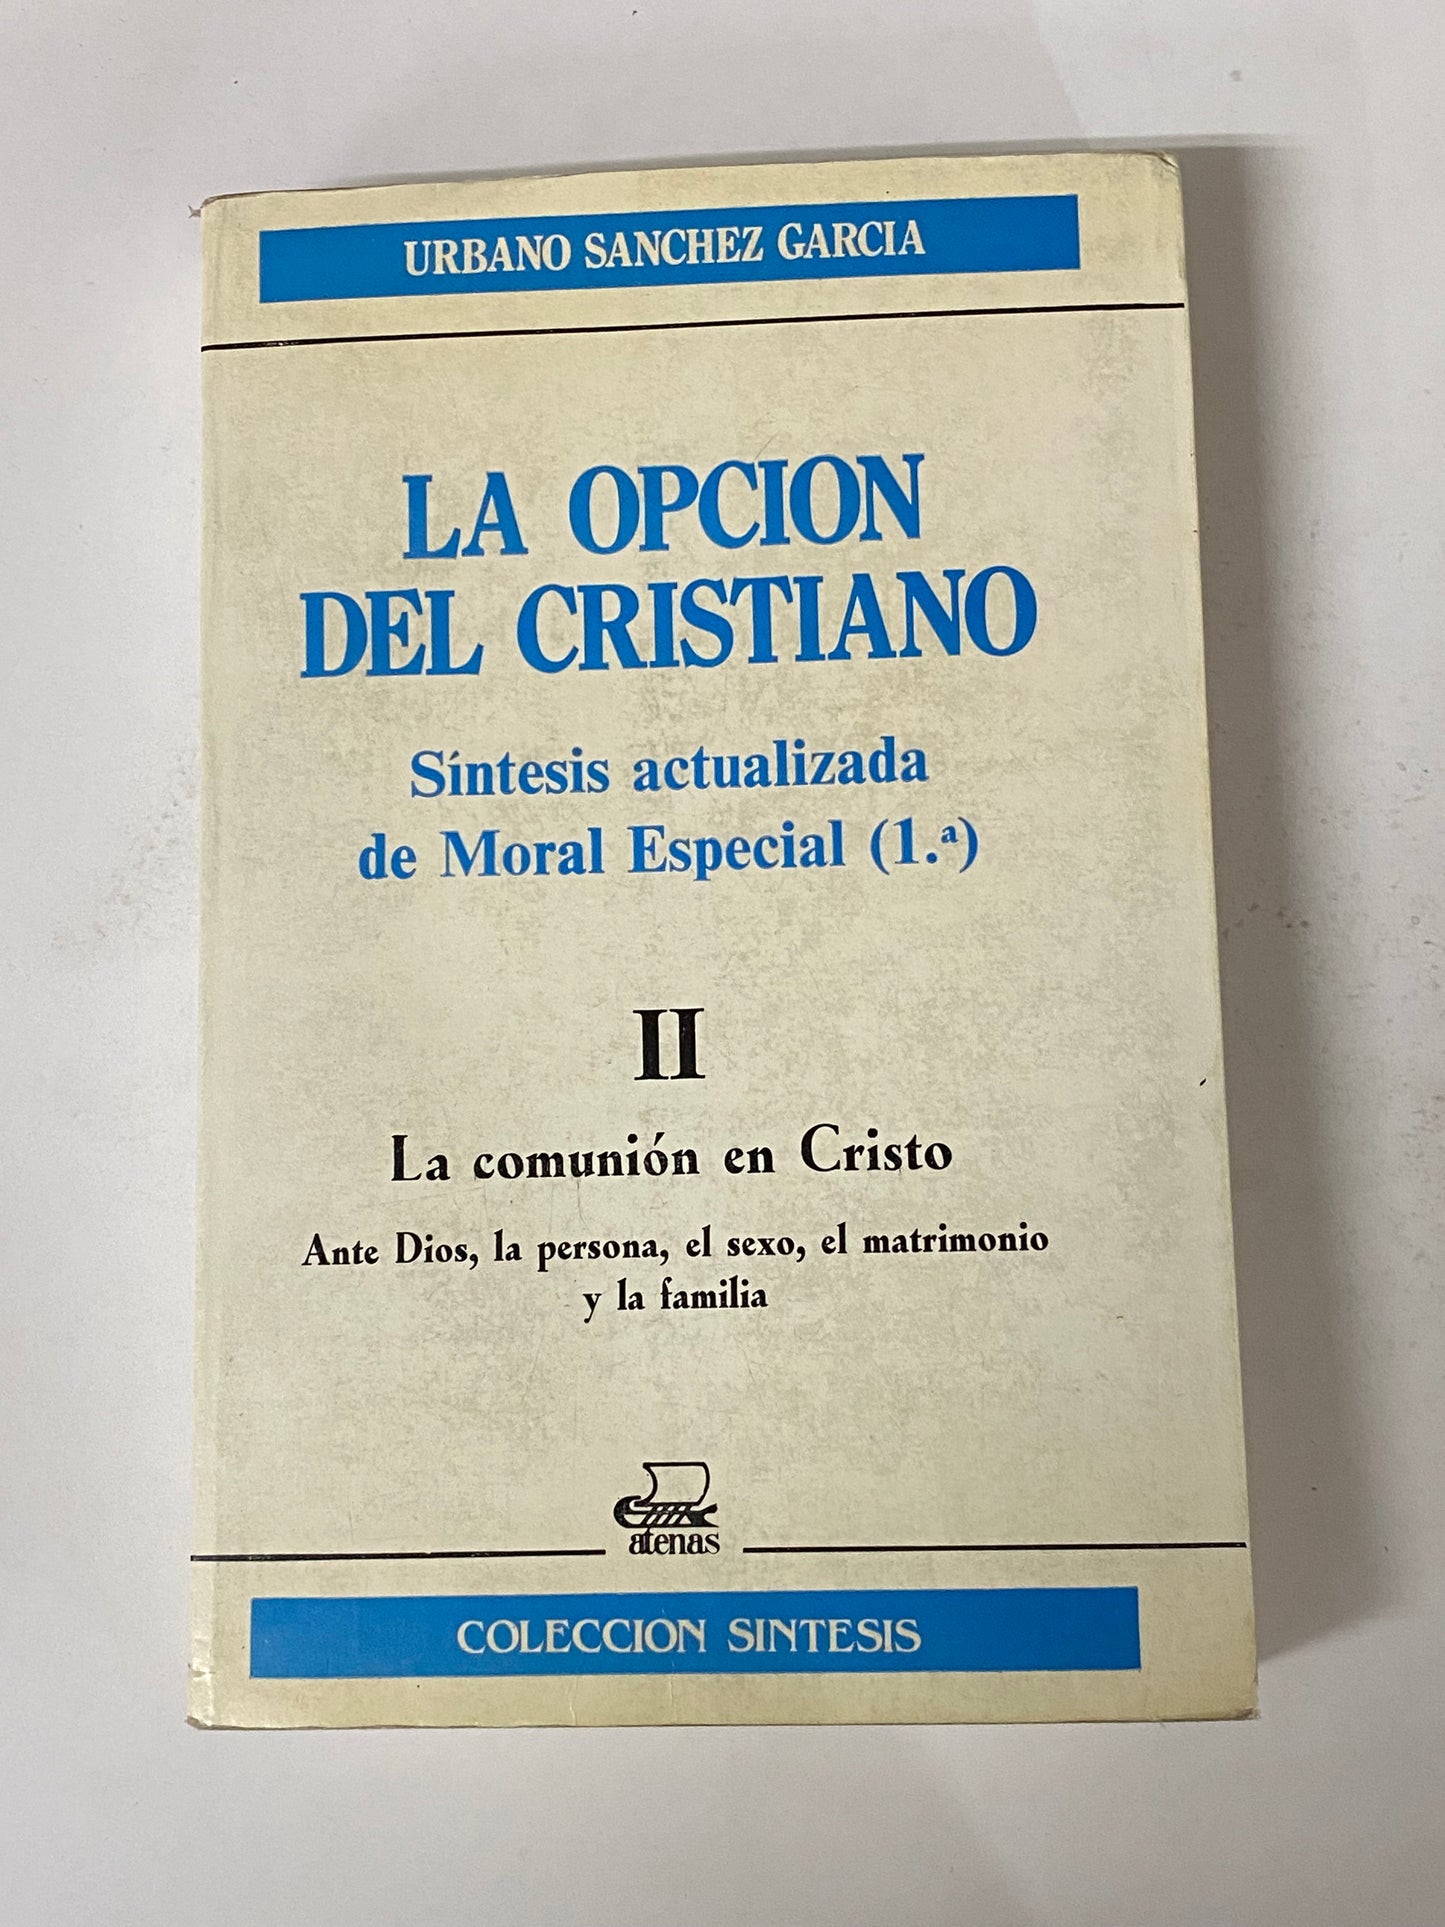 URBANO SANCHEZ GARCIA
LA OPCION
DEL CRISTIANO
Síntesis actualizada
de Moral Especial (1.ª)
II
La comunión en Cristo
Ante Dios, la persona, el sexo, el matrimonio
y la familia
atenas
COLECCION SINTESIS